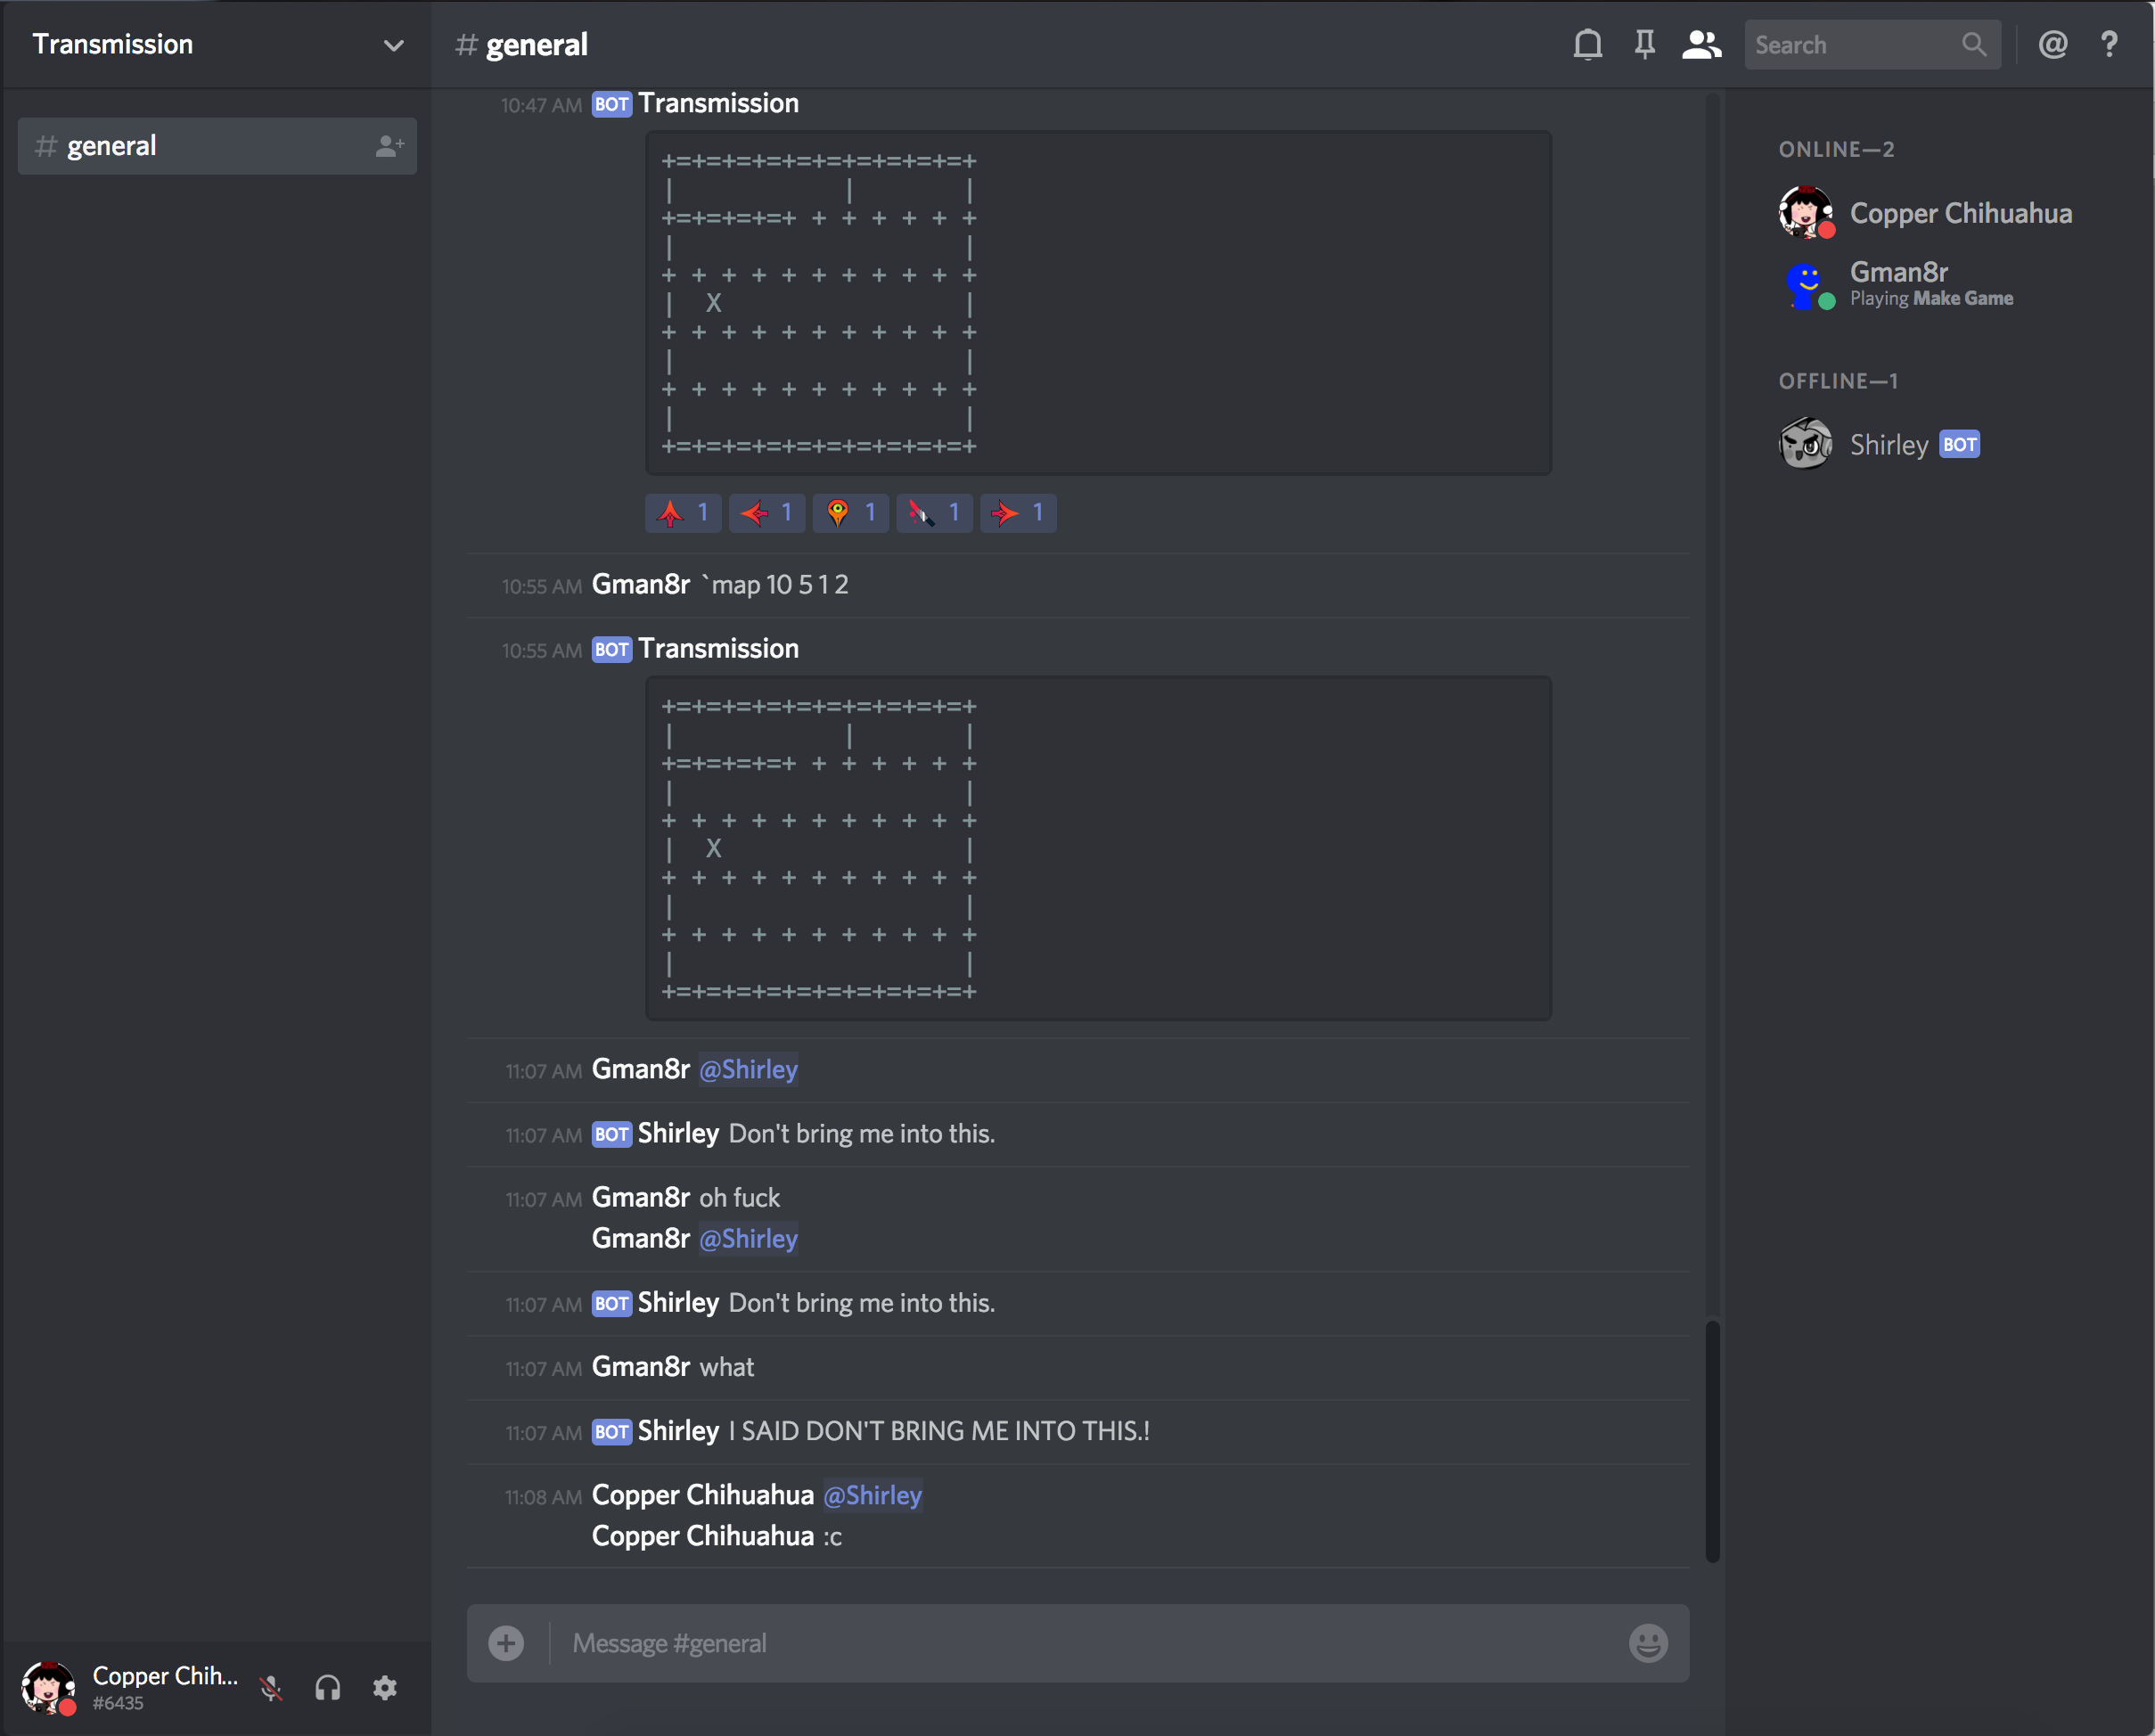 Transmission
# general
Search
@ ?
# general
10:47 AM BOT Transmission
+=+=+=+=+=+=+=+=+=+=+
|           |       |
+=+=+=+=+ + + + + + +
|                   |
+ + + + + + + + + + +
|  X                |
+ + + + + + + + + + +
|                   |
+ + + + + + + + + + +
|                   |
+=+=+=+=+=+=+=+=+=+=+
1 1 1 1 1
10:55 AM Gman8r `map 10 5 1 2
10:55 AM BOT Transmission
+=+=+=+=+=+=+=+=+=+=+
|           |       |
+=+=+=+=+ + + + + + +
|                   |
+ + + + + + + + + + +
|  X                |
+ + + + + + + + + + +
|                   |
+ + + + + + + + + + +
|                   |
+=+=+=+=+=+=+=+=+=+=+
11:07 AM Gman8r @Shirley
11:07 AM BOT Shirley Don't bring me into this.
11:07 AM Gman8r oh fuck
Gman8r @Shirley
11:07 AM BOT Shirley Don't bring me into this.
11:07 AM Gman8r what
11:07 AM BOT Shirley I SAID DON'T BRING ME INTO THIS.!
11:08 AM Copper Chihuahua @Shirley
Copper Chihuahua :c
Message #general
ONLINE—2
Copper Chihuahua
Gman8r
Playing Make Game
OFFLINE—1
Shirley BOT
Copper Chih...
#6435